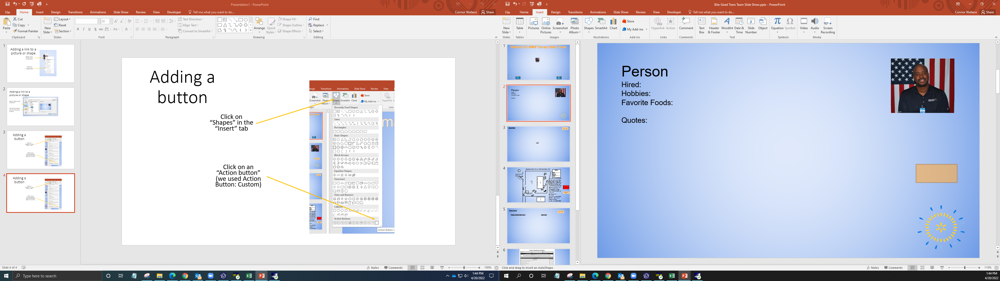 Presentation1 - PowerPoint
File Home Insert Design Transitions Animations Slide Show Review View Developer Tell me what you want to do... Connor Wallace Share
Paste
Cut
Copy
Format Painter
Clipboard
New
Slide
Layout
Reset
Section
Slides
20
Font
Text Direction
Align Text
Convert to SmartArt
Paragraph
Arrange
Quick
Styles
Shape Fill
Shape Outline
Shape Effects
Drawing
Find
Replace
Select
Editing
1
Adding a link to a
picture or shape
Right click
on picture
Click on
"Hyperlink"
2
Adding a link to a
picture or shape
3
Adding a
button
4
Adding a
button
Adding a
button
Click on
“Shapes” in the
“Insert” tab
Click on an
“Action button”
(we used Action
Button: Custom)
Transitions Animations Slide Show Review View
Screenshot
Photo
Album
Shapes
SmartArt
Chart
Store
My Add-ins
Hyperlink
Links
Recently Used Shapes
Lines
Rectangles
Basic Shapes
Block Arrows
Equation Shapes
Flowchart
Stars and Banners
Callouts
Action Buttons
Slide 4 of 4
Notes
Comments
100%
Type here to search
1:44 PM
4/20/2022
Bite-Sized Trans Team Slide Show.pptx - PowerPoint
File Home Insert Design Transitions Animations Slide Show Review View Developer Tell me what you want to do... Connor Wallace Share
New
Slide
Slides
Table
Tables
Pictures
Online
Pictures
Screenshot
Photo
Album
Images
Shapes
SmartArt
Chart
Illustrations
Store
My Add-ins
Add-ins
Hyperlink
Action
Links
Comment
Comments
Text
Box
Header
& Footer
WordArt
Date &
Time
Slide
Number
Object
Text
Equation
Symbol
Symbols
Video
Audio
Screen
Recording
Media
1
2
Person
3
4
5
6
Person
Hired:
Hobbies:
Favorite Foods:
Quotes:
Click and drag to insert an AutoShape.
Notes
Comments
115%
1:44 PM
4/20/2022